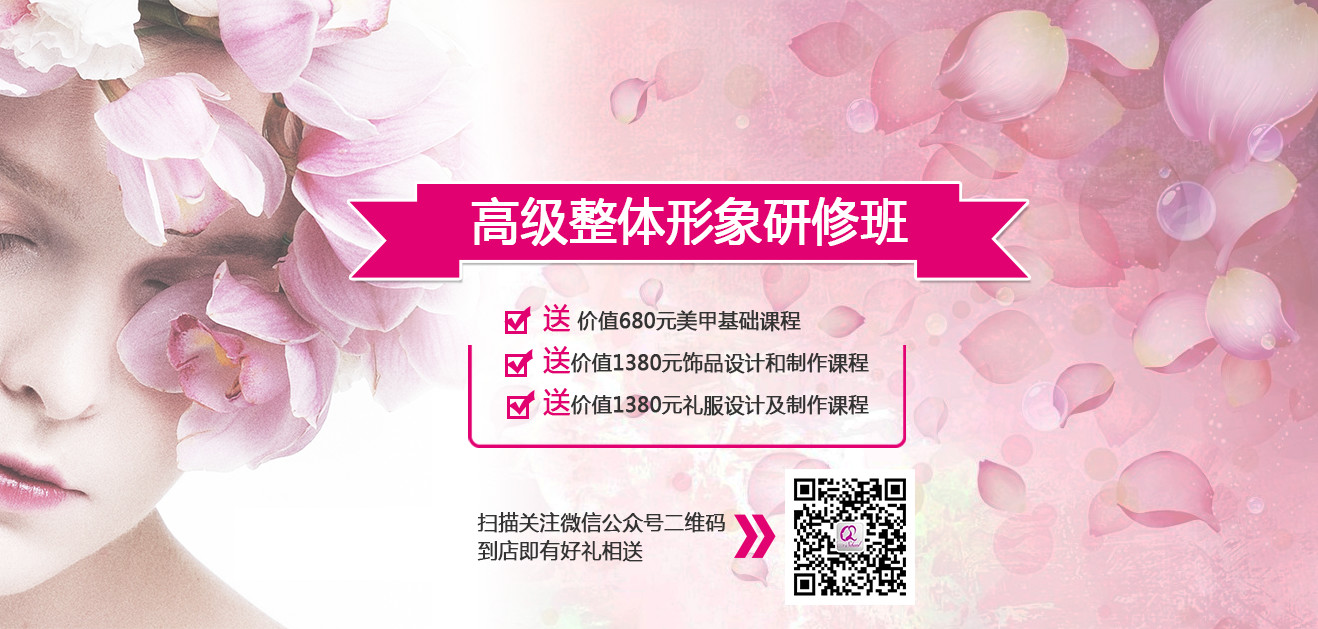 高级整体形象研修班
送 价值680元美甲基础课程
送价值1380元饰品设计和制作课程
送价值1380元礼服设计及制作课程
扫描关注微信公众号二维码
到店即有好礼相送